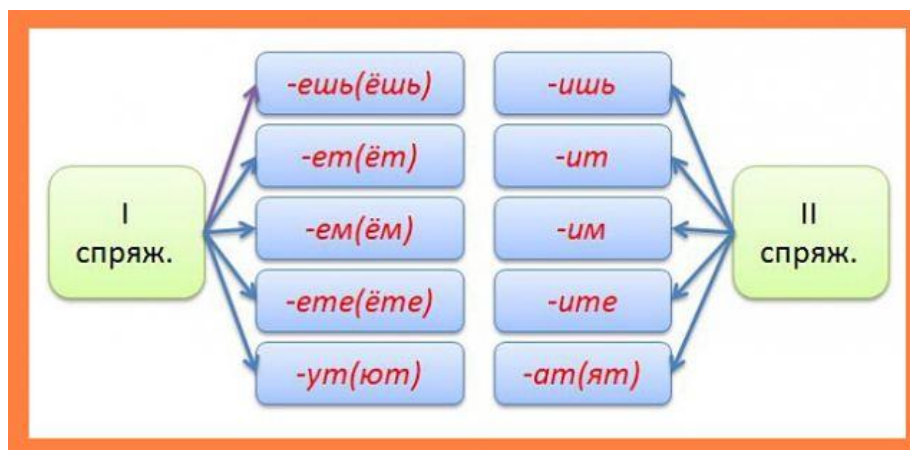 I
спряж.
-ешь(ёшь)
-ет(ёт)
-ем(ём)
-ете(ёте)
-ут(ют)
-ишь
-ит
-им
-ите
-ат(ят)
II
спряж.